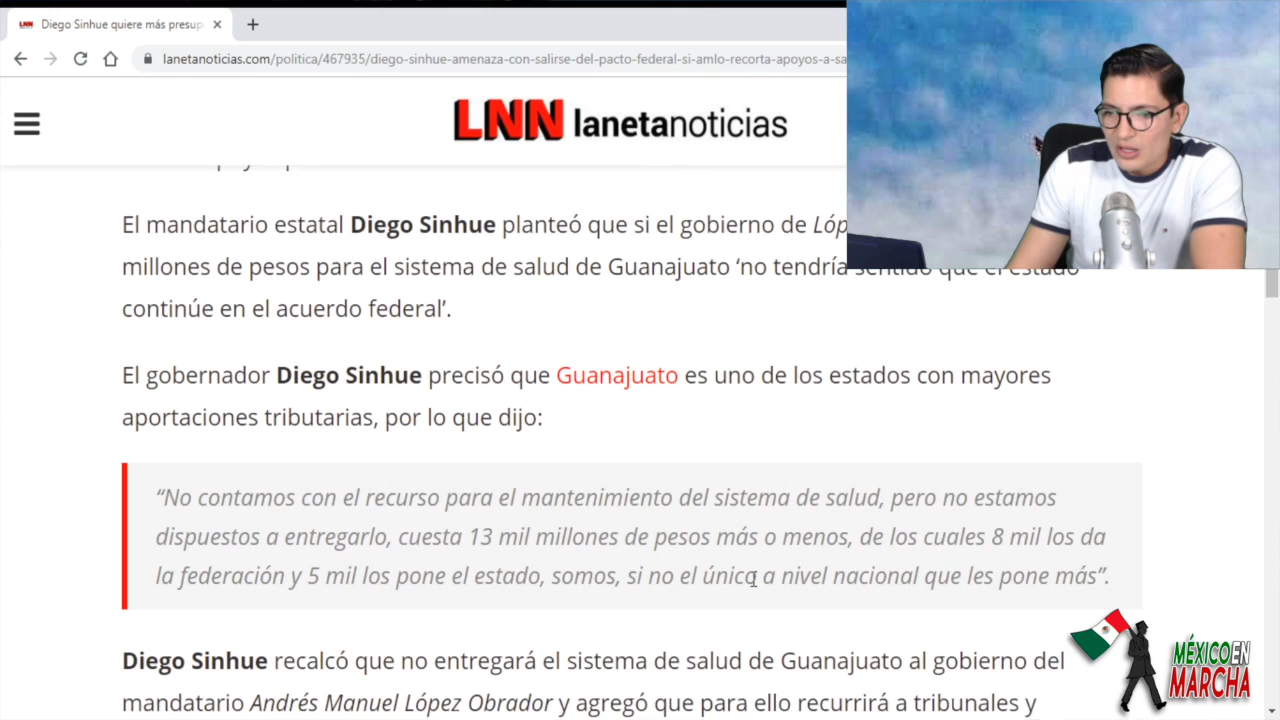 LNN Diego Sinhue quiere más presup
lanetanoticias.com/politica/467935/diego-sinhue-amenaza-con-salirse-del-pacto-federal-si-amlo-recorta-apoyos-a-sa
LNN lanetanoticias
El mandatario estatal Diego Sinhue planteó que si el gobierno de Lóp
millones de pesos para el sistema de salud de Guanajuato ‘no tendría sentido que el estado
continúe en el acuerdo federal’.
El gobernador Diego Sinhue precisó que Guanajuato es uno de los estados con mayores
aportaciones tributarias, por lo que dijo:
“No contamos con el recurso para el mantenimiento del sistema de salud, pero no estamos
dispuestos a entregarlo, cuesta 13 mil millones de pesos más o menos, de los cuales 8 mil los da
la federación y 5 mil los pone el estado, somos, si no el único a nivel nacional que les pone más”.
Diego Sinhue recalcó que no entregará el sistema de salud de Guanajuato al gobierno del
mandatario Andrés Manuel López Obrador y agregó que para ello recurrirá a tribunales y
MÉXICO EN
MARCHA